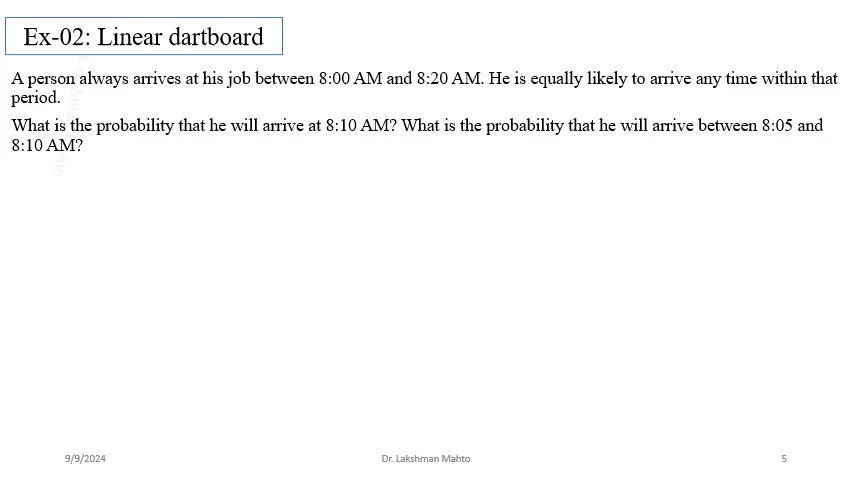 Ex-02: Linear dartboard
A person always arrives at his job between 8:00 AM and 8:20 AM. He is equally likely to arrive any time within that
period.
What is the probability that he will arrive at 8:10 AM? What is the probability that he will arrive between 8:05 and
8:10 AM?
9/9/2024
Dr. Lakshman Mahto
5